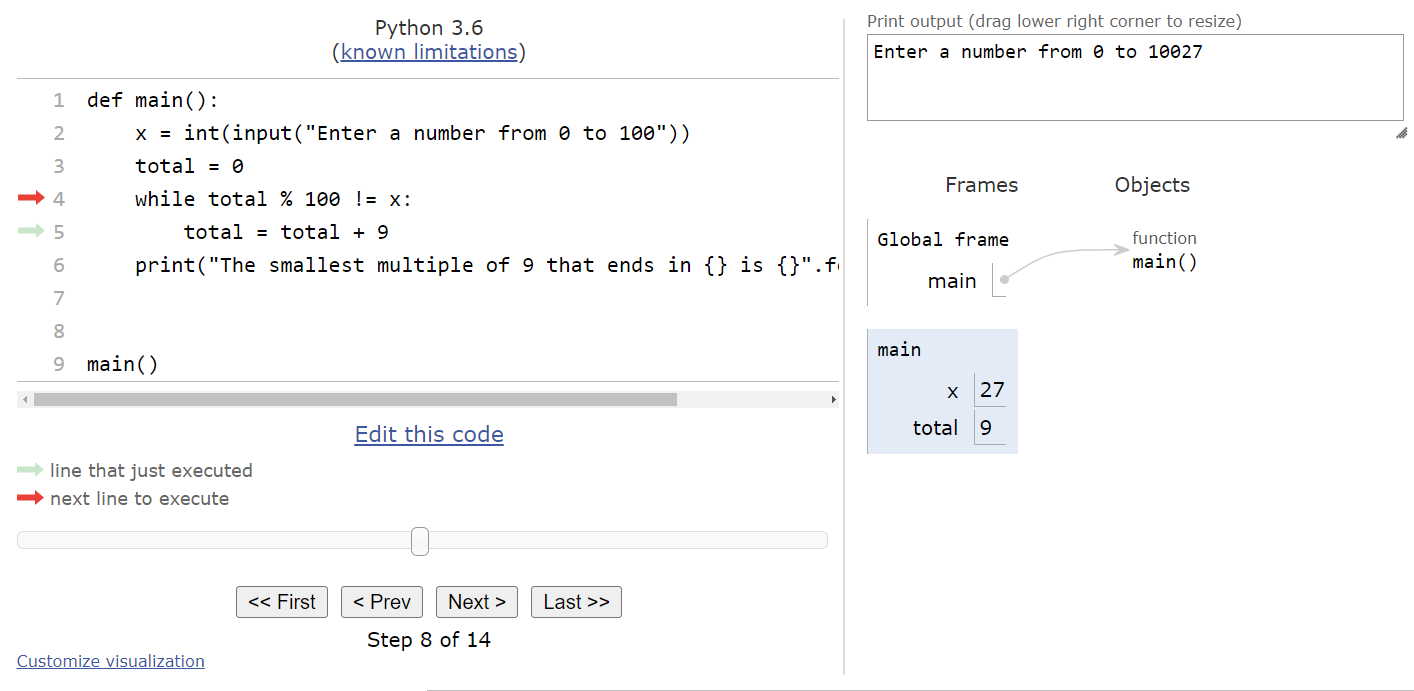 Python 3.6
(known limitations)
1 def main():
2 x = int(input("Enter a number from 0 to 100"))
3 total = 0
4 while total % 100 != x:
5 total = total + 9
6 print("The smallest multiple of 9 that ends in {} is {}".f
7
8
9 main()
Edit this code
line that just executed
next line to execute
<< First < Prev Next > Last >>
Step 8 of 14
Customize visualization
Print output (drag lower right corner to resize)
Enter a number from 0 to 10027
Frames Objects
Global frame
main
function
main()
main
x 27
total 9